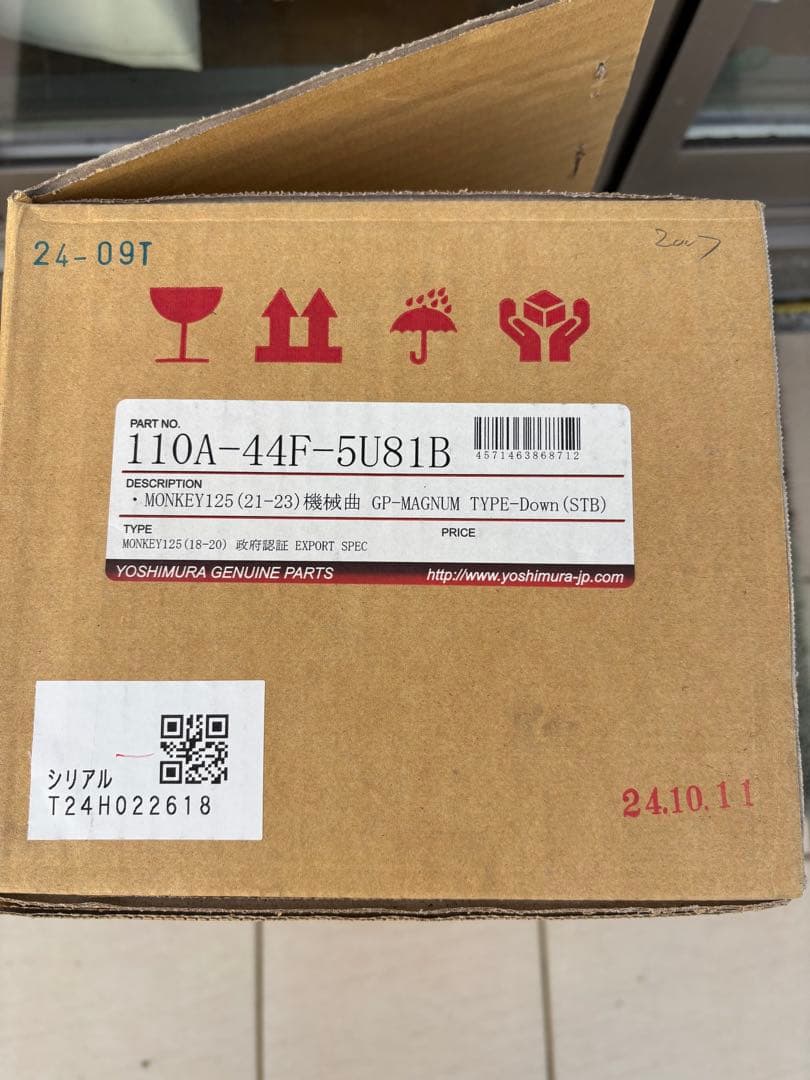 24-09T
2007
PART NO.
110A-44F-5U81B
4571463868712
DESCRIPTION
・MONKEY125(21-23)機械曲 GP-MAGNUM TYPE-Down(STB)
TYPE
PRICE
MONKEY125(18-20) 政府認証 EXPORT SPEC
YOSHIMURA GENUINE PARTS
http://www.yoshimura-jp.com
シリアル
T24H022618
24.10.11